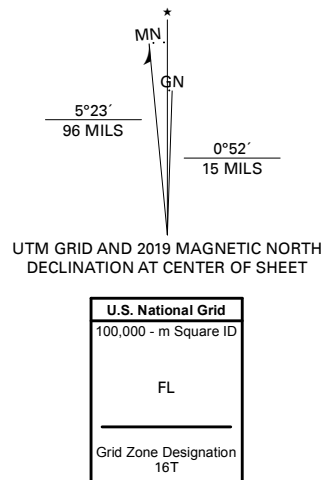 ★
MN
GN
5°23´
96 MILS
0°52´
15 MILS
UTM GRID AND 2019 MAGNETIC NORTH
DECLINATION AT CENTER OF SHEET
U.S. National Grid
100,000 - m Square ID
FL
Grid Zone Designation
16T